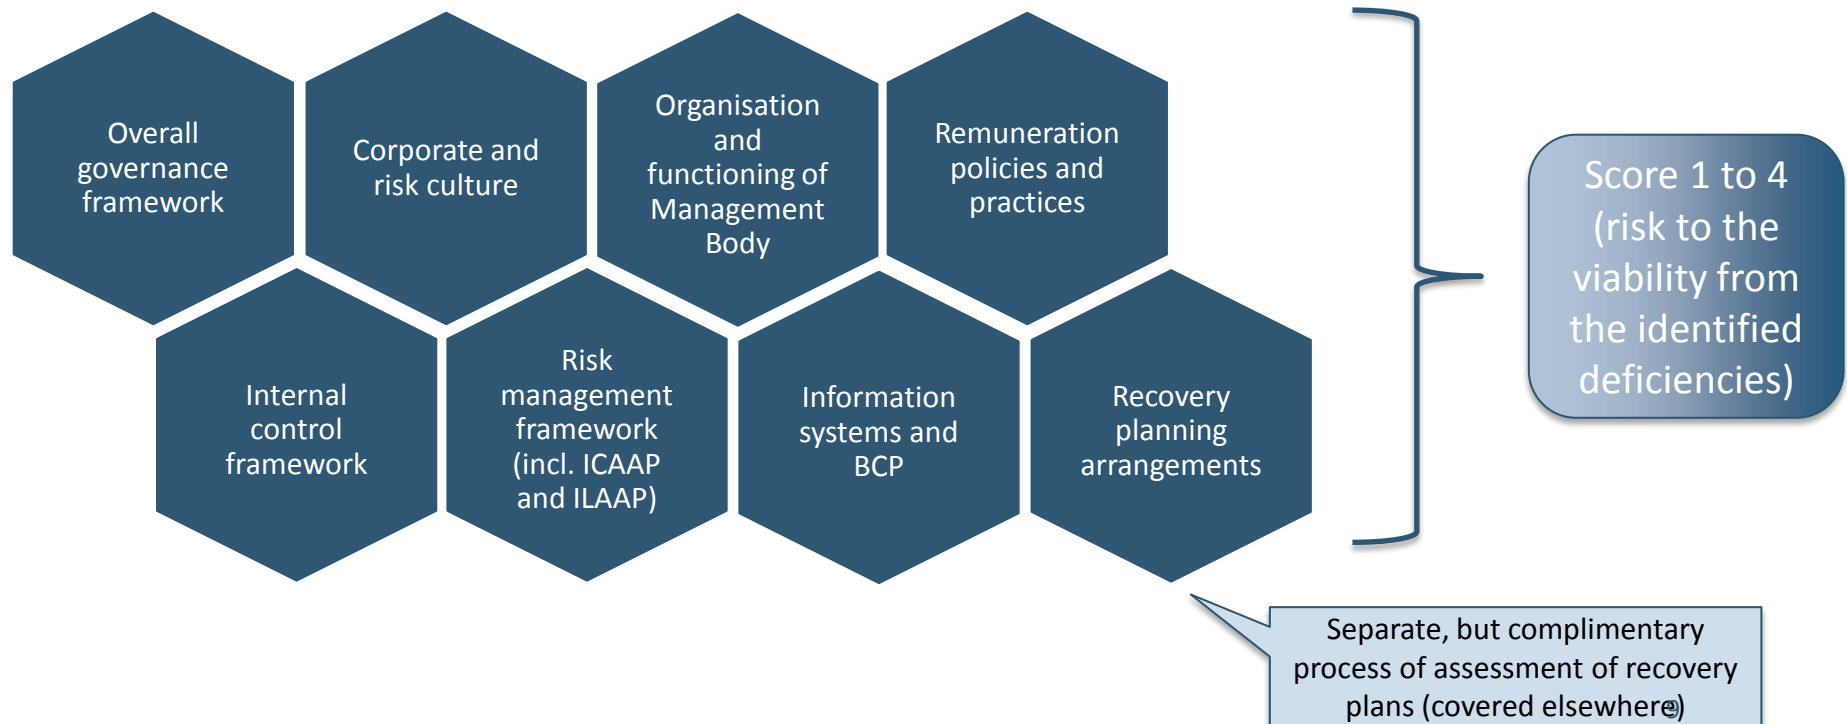 Overall
governance
framework
Corporate and
risk culture
Organisation
and
functioning of
Management
Body
Remuneration
policies and
practices
Internal
control
framework
Risk
management
framework
(incl. ICAAP
and ILAAP)
Information
systems and
BCP
Recovery
planning
arrangements
Score 1 to 4
(risk to the
viability from
the identified
deficiencies)
Separate, but complimentary
process of assessment of recovery
plans (covered elsewhere)
9